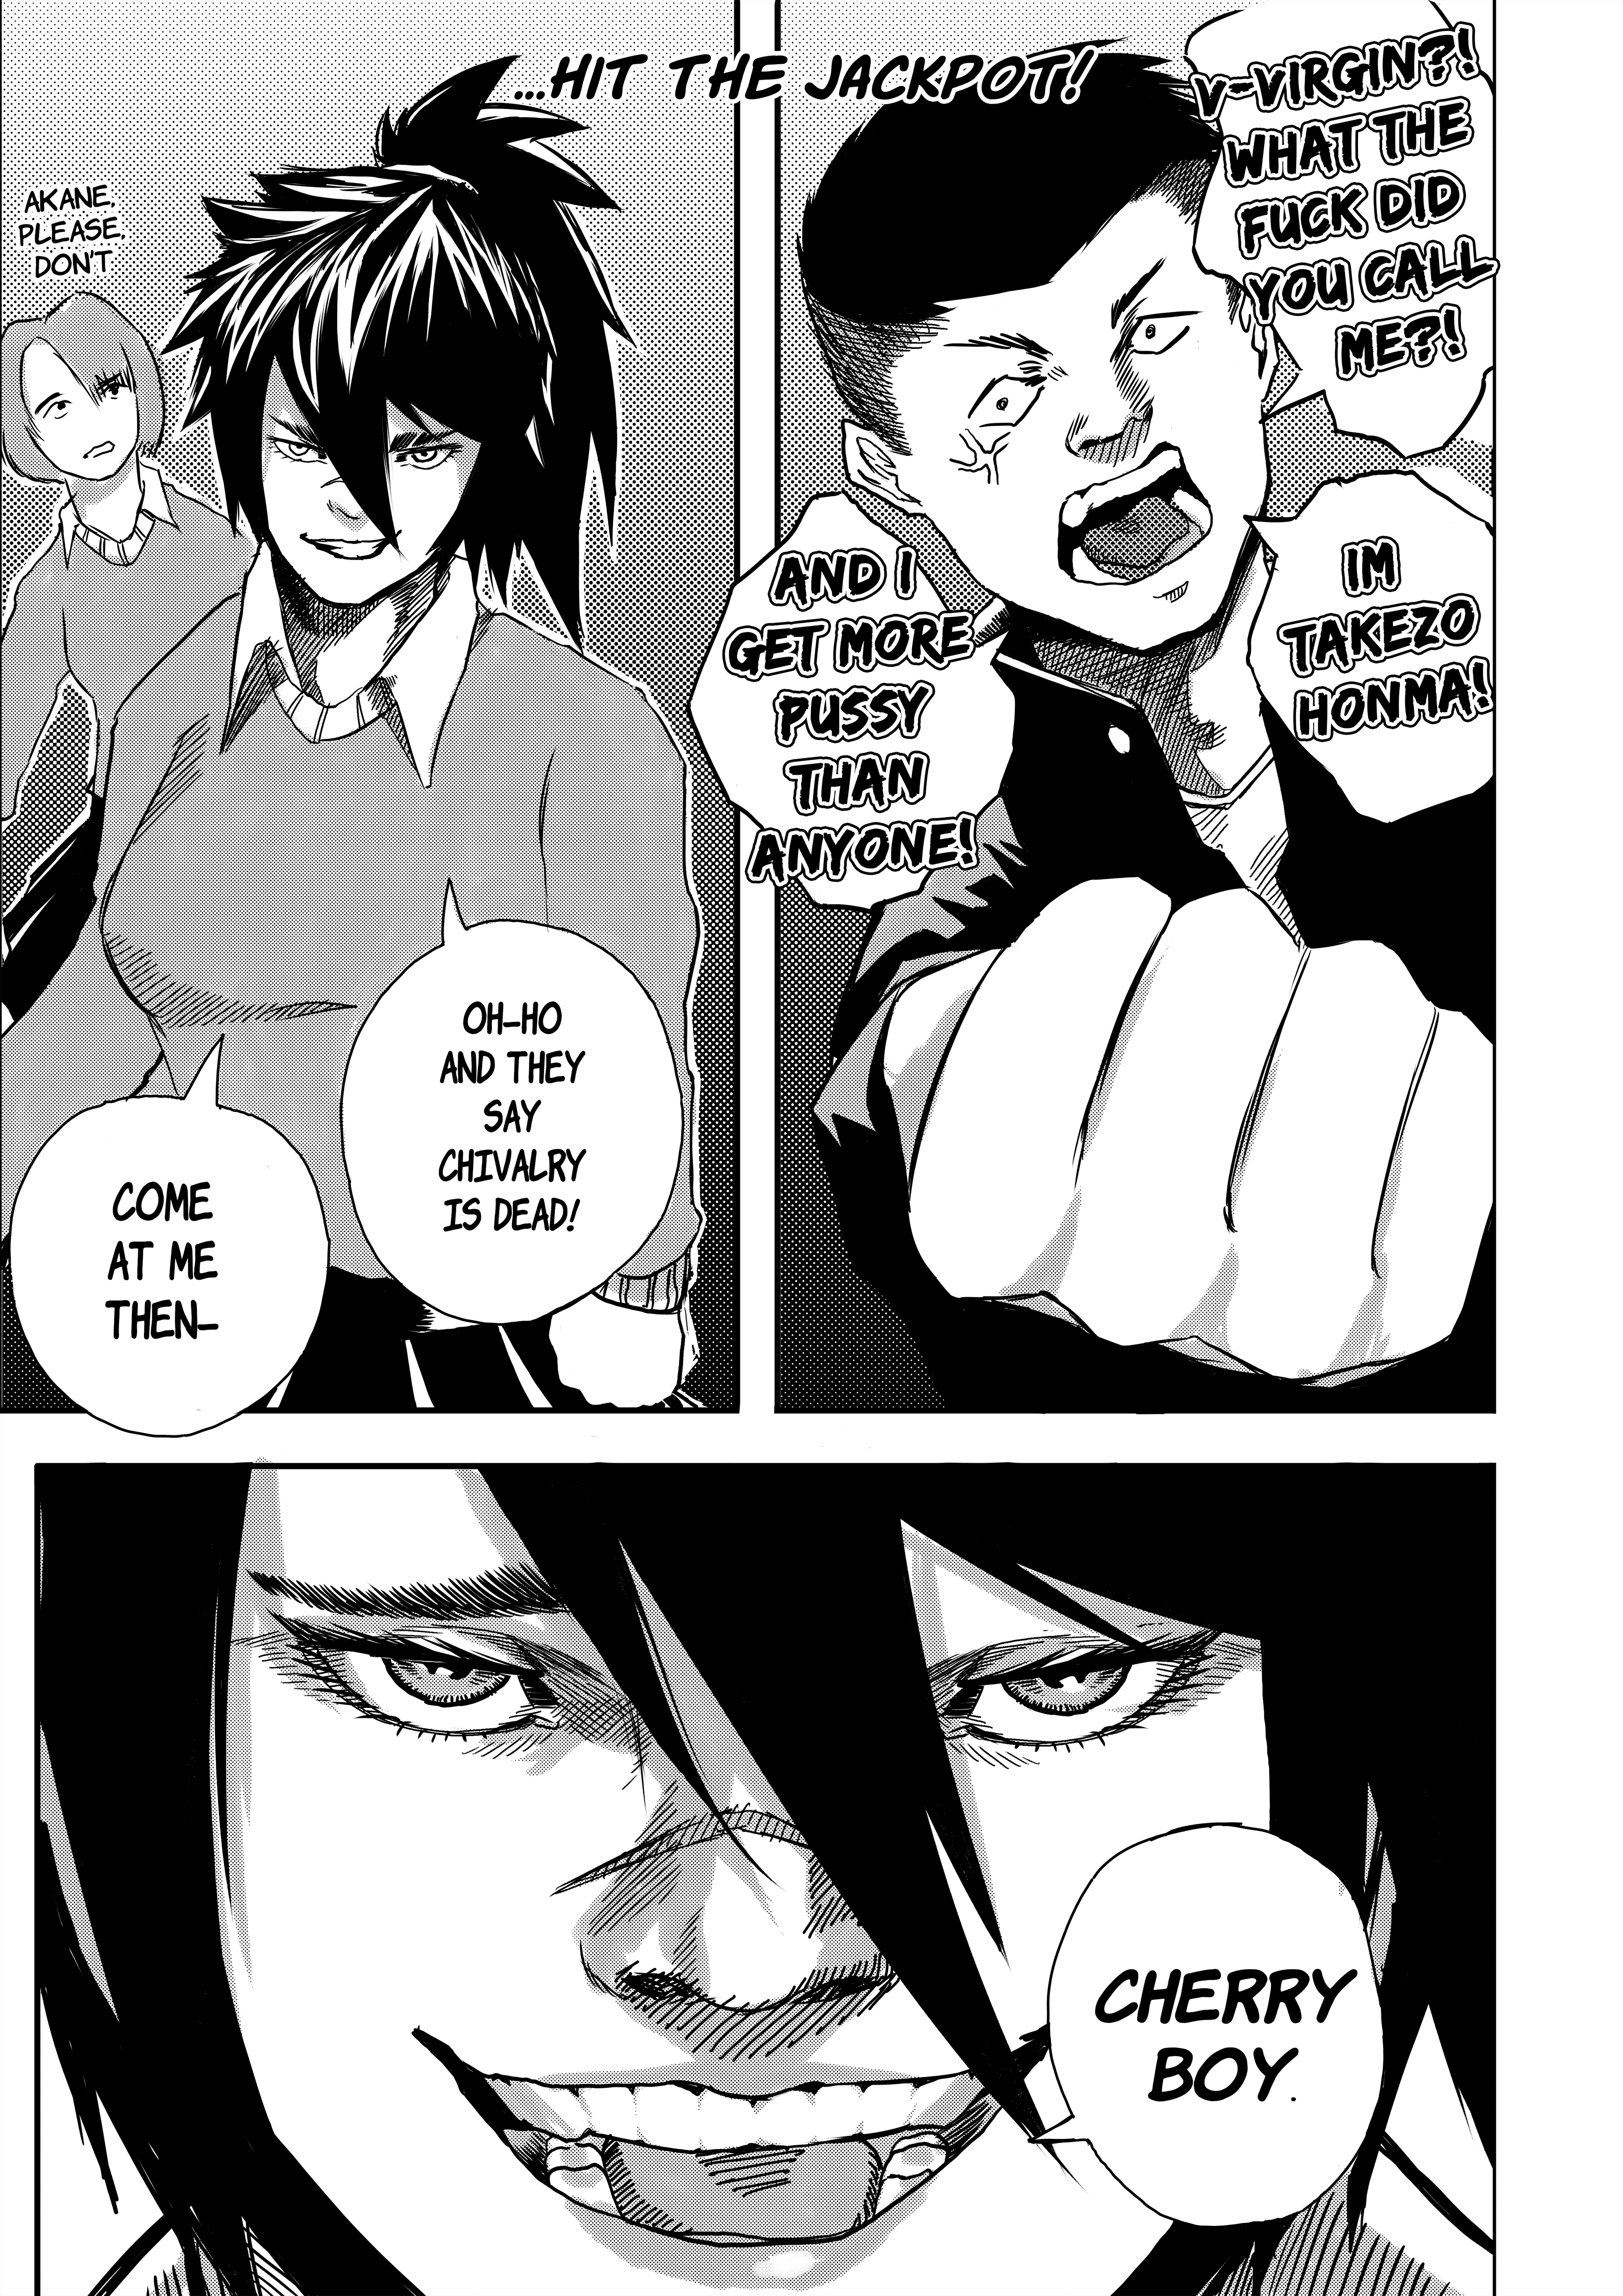 ...HIT THE JACKPOT!
V-VIRGIN?!
WHAT THE
FUCK DID
YOU CALL
ME?!
IM
TAKEZO
HONMA!
AND I
GET MORE
PUSSY
THAN
ANYONE!
AKANE,
PLEASE,
DON'T
OH-HO
AND THEY
SAY
CHIVALRY
IS DEAD!
COME
AT ME
THEN-
CHERRY
BOY.